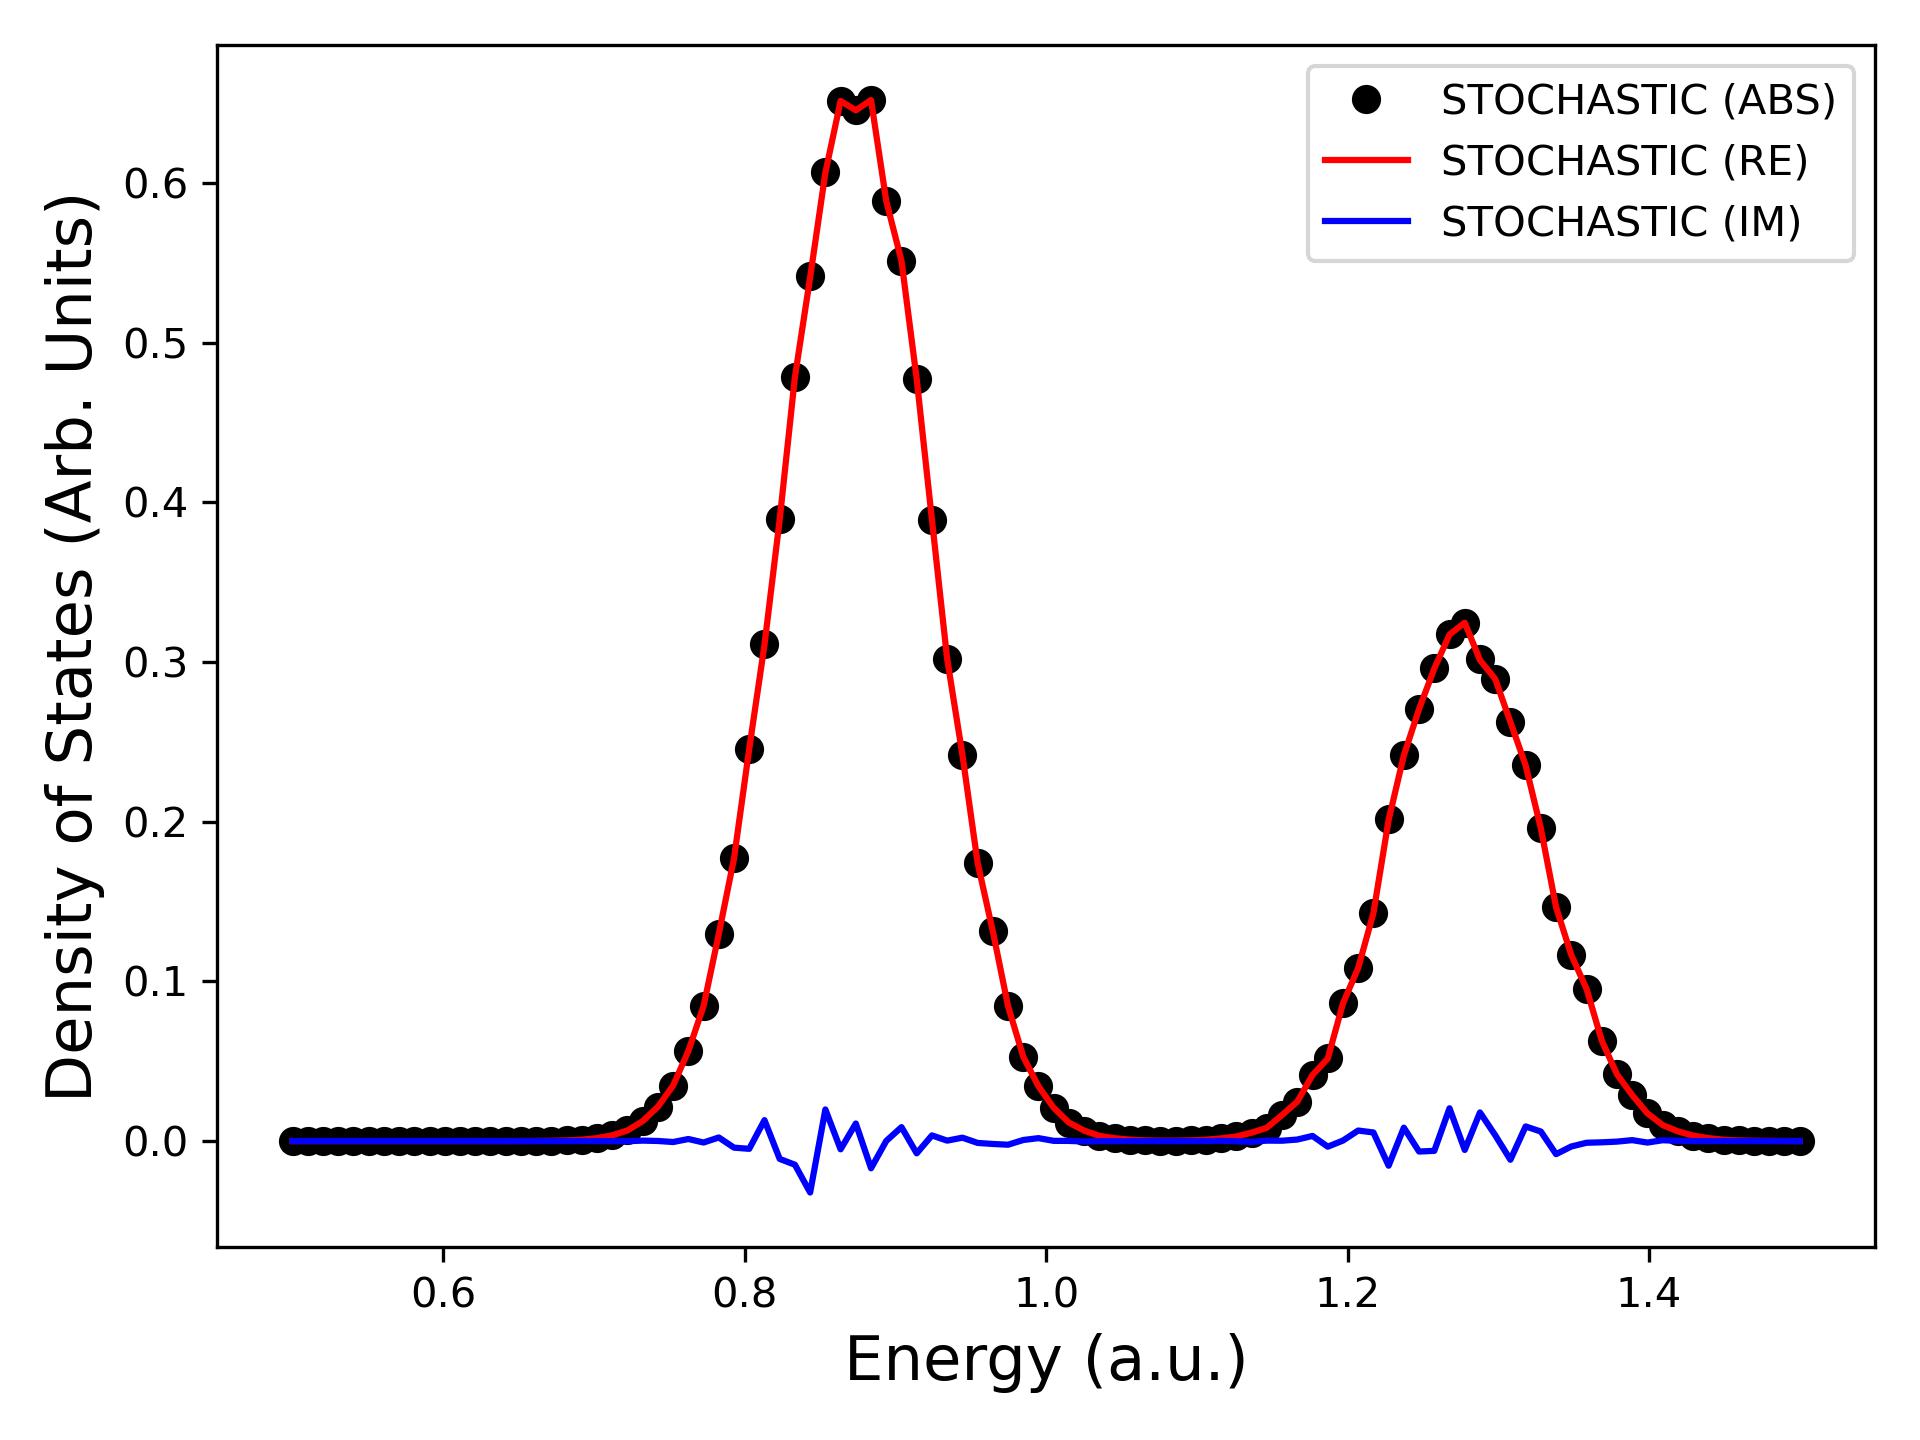 STOCHASTIC (ABS)
STOCHASTIC (RE)
STOCHASTIC (IM)
Density of States (Arb. Units)
0.6
0.5
0.4
0.3
0.2
0.1
0.0
0.6 0.8 1.0 1.2 1.4
Energy (a.u.)